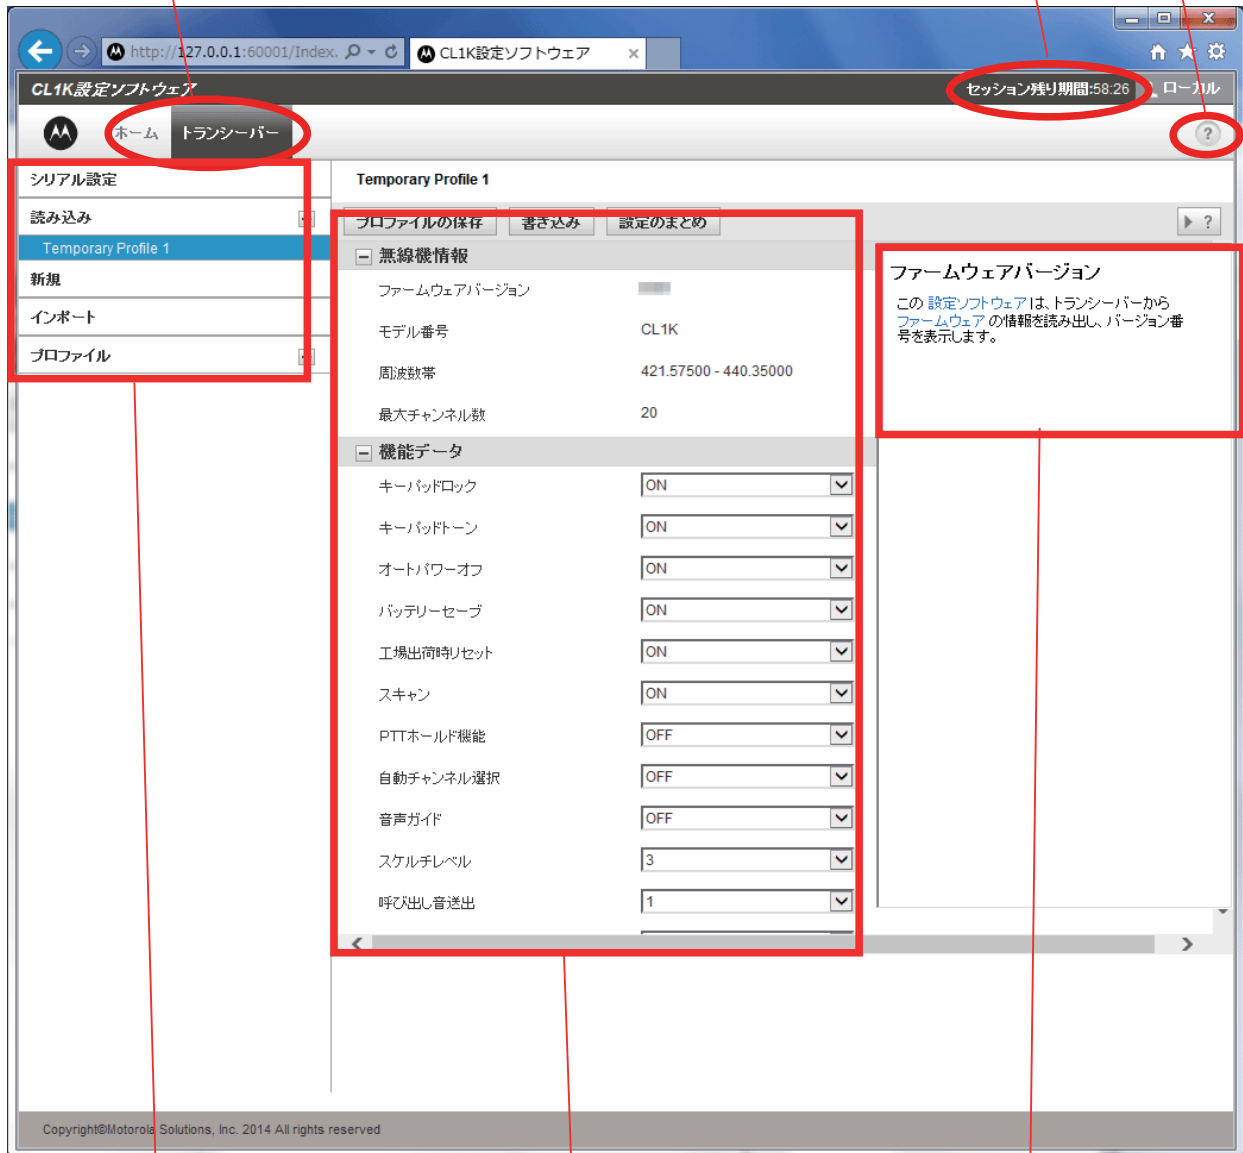 http://127.0.0.1:60001/Index.
CL1K設定ソフトウェア
CL1K設定ソフトウェア
セッション残り期間:58:26
ローカル
ホーム
トランシーバー
?
シリアル設定
読み込み
Temporary Profile 1
新規
インポート
プロファイル
Temporary Profile 1
プロファイルの保存
書き込み
設定のまとめ
?
無線機情報
ファームウェアバージョン
モデル番号
CL1K
周波数帯
421.57500 - 440.35000
最大チャンネル数
20
機能データ
キーパッドロック
ON
キーパッドトーン
ON
オートパワーオフ
ON
バッテリーセーブ
ON
工場出荷時リセット
ON
スキャン
ON
PTTホールド機能
OFF
自動チャンネル選択
OFF
音声ガイド
OFF
スケルチレベル
3
呼び出し音送出
1
ファームウェアバージョン
この 設定ソフトウェアは、トランシーバーから
ファームウェア の情報を読み出し、バージョン番
号を表示します。
Copyright©Motorola Solutions, Inc. 2014 All rights reserved